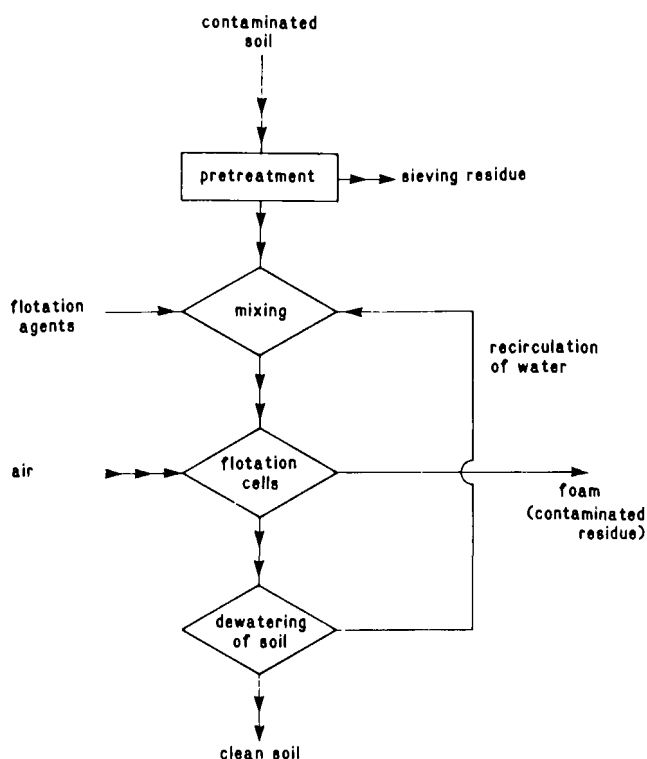 contaminated
soil
pretreatment
sieving residue
flotation
agents
mixing
recirculation
of water
air
flotation
cells
foam
(contaminated
residue)
dewatering
of soil
clean soil